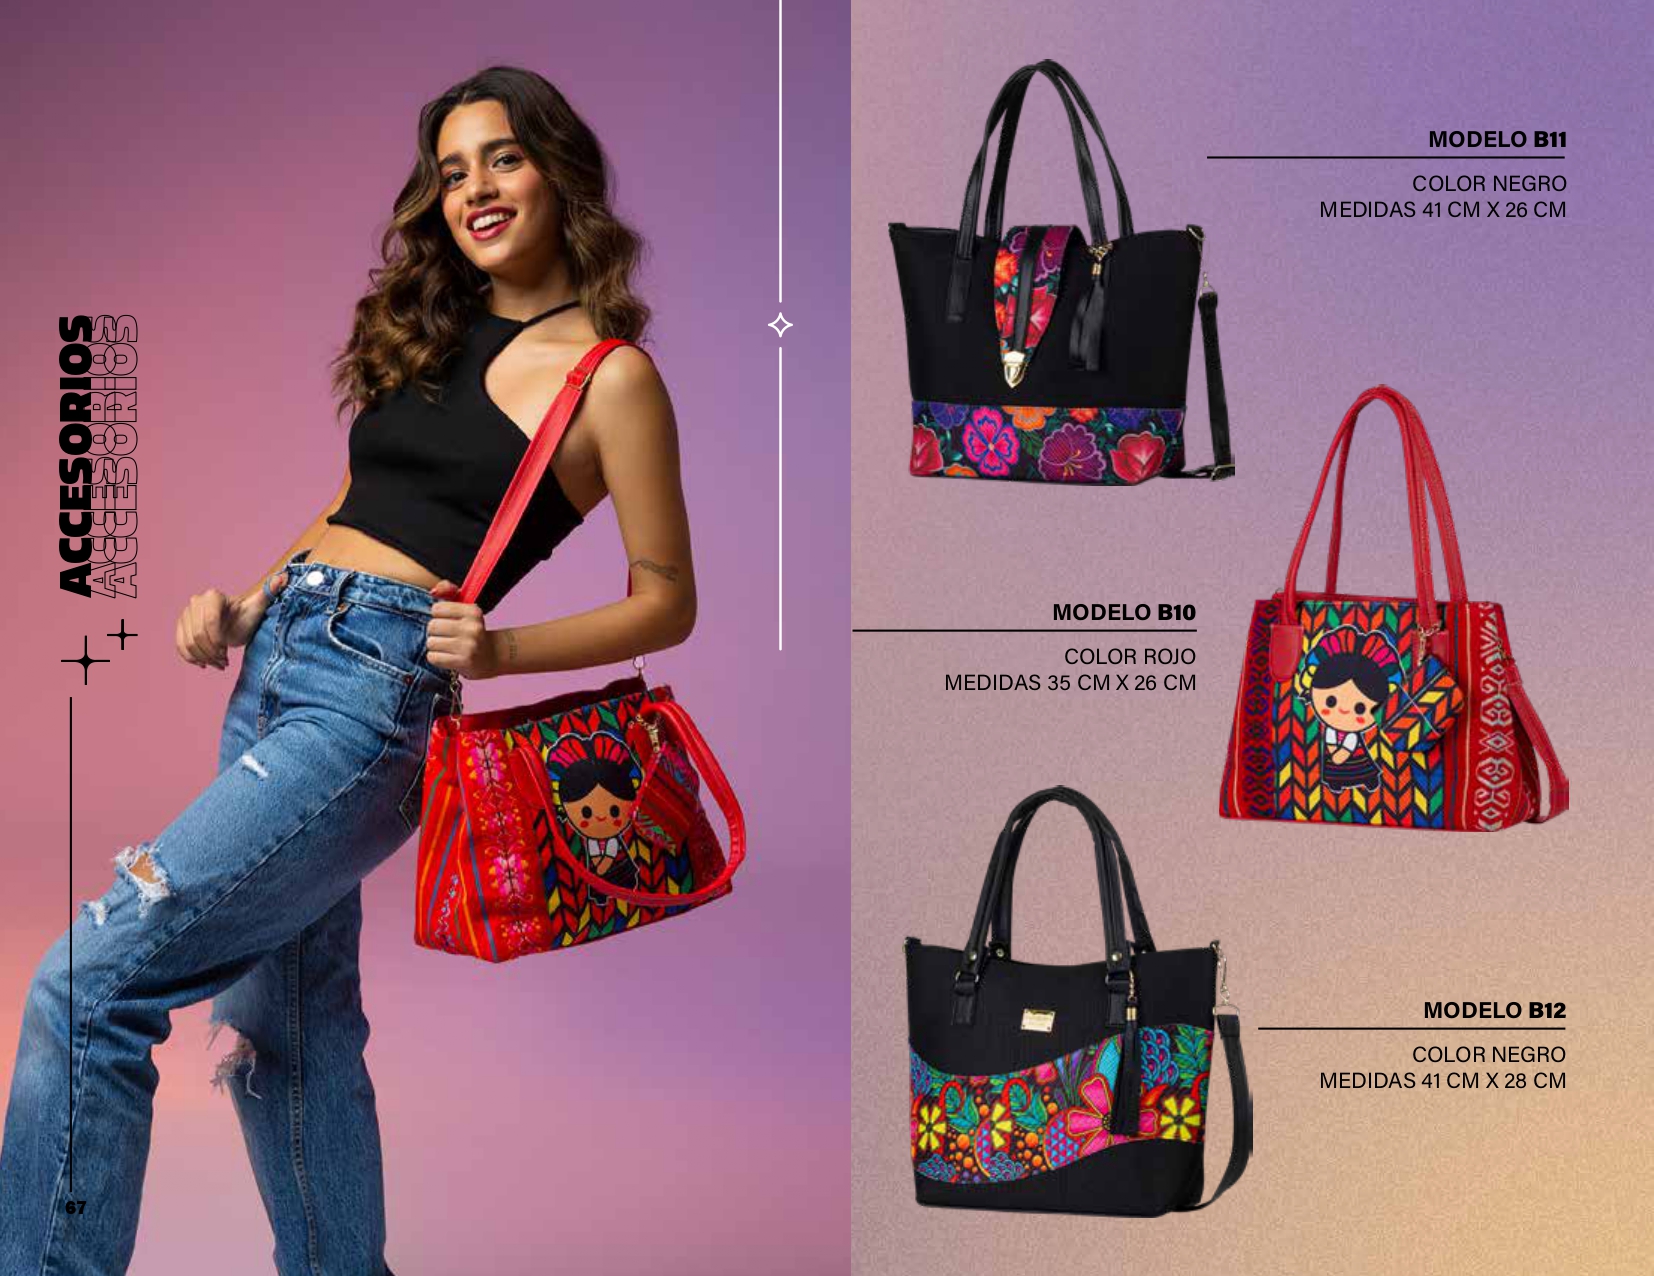 ACCESORIOS
ACCESORIOS
ACCESORIOS
67
MODELO B11
COLOR NEGRO
MEDIDAS 41 CM X 26 CM
MODELO B10
COLOR ROJO
MEDIDAS 35 CM X 26 CM
MODELO B12
COLOR NEGRO
MEDIDAS 41 CM X 28 CM